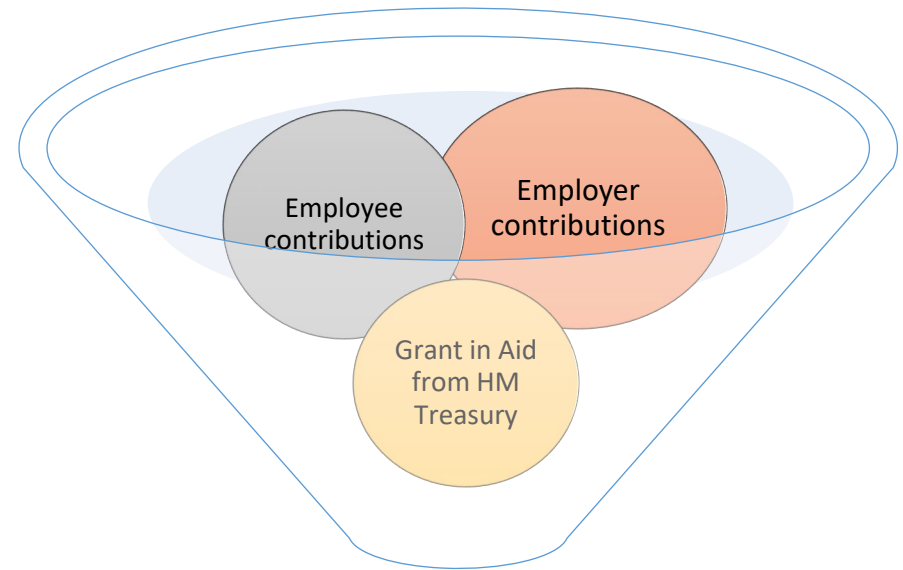 Employee
contributions
Employer
contributions
Grant in Aid
from HM
Treasury